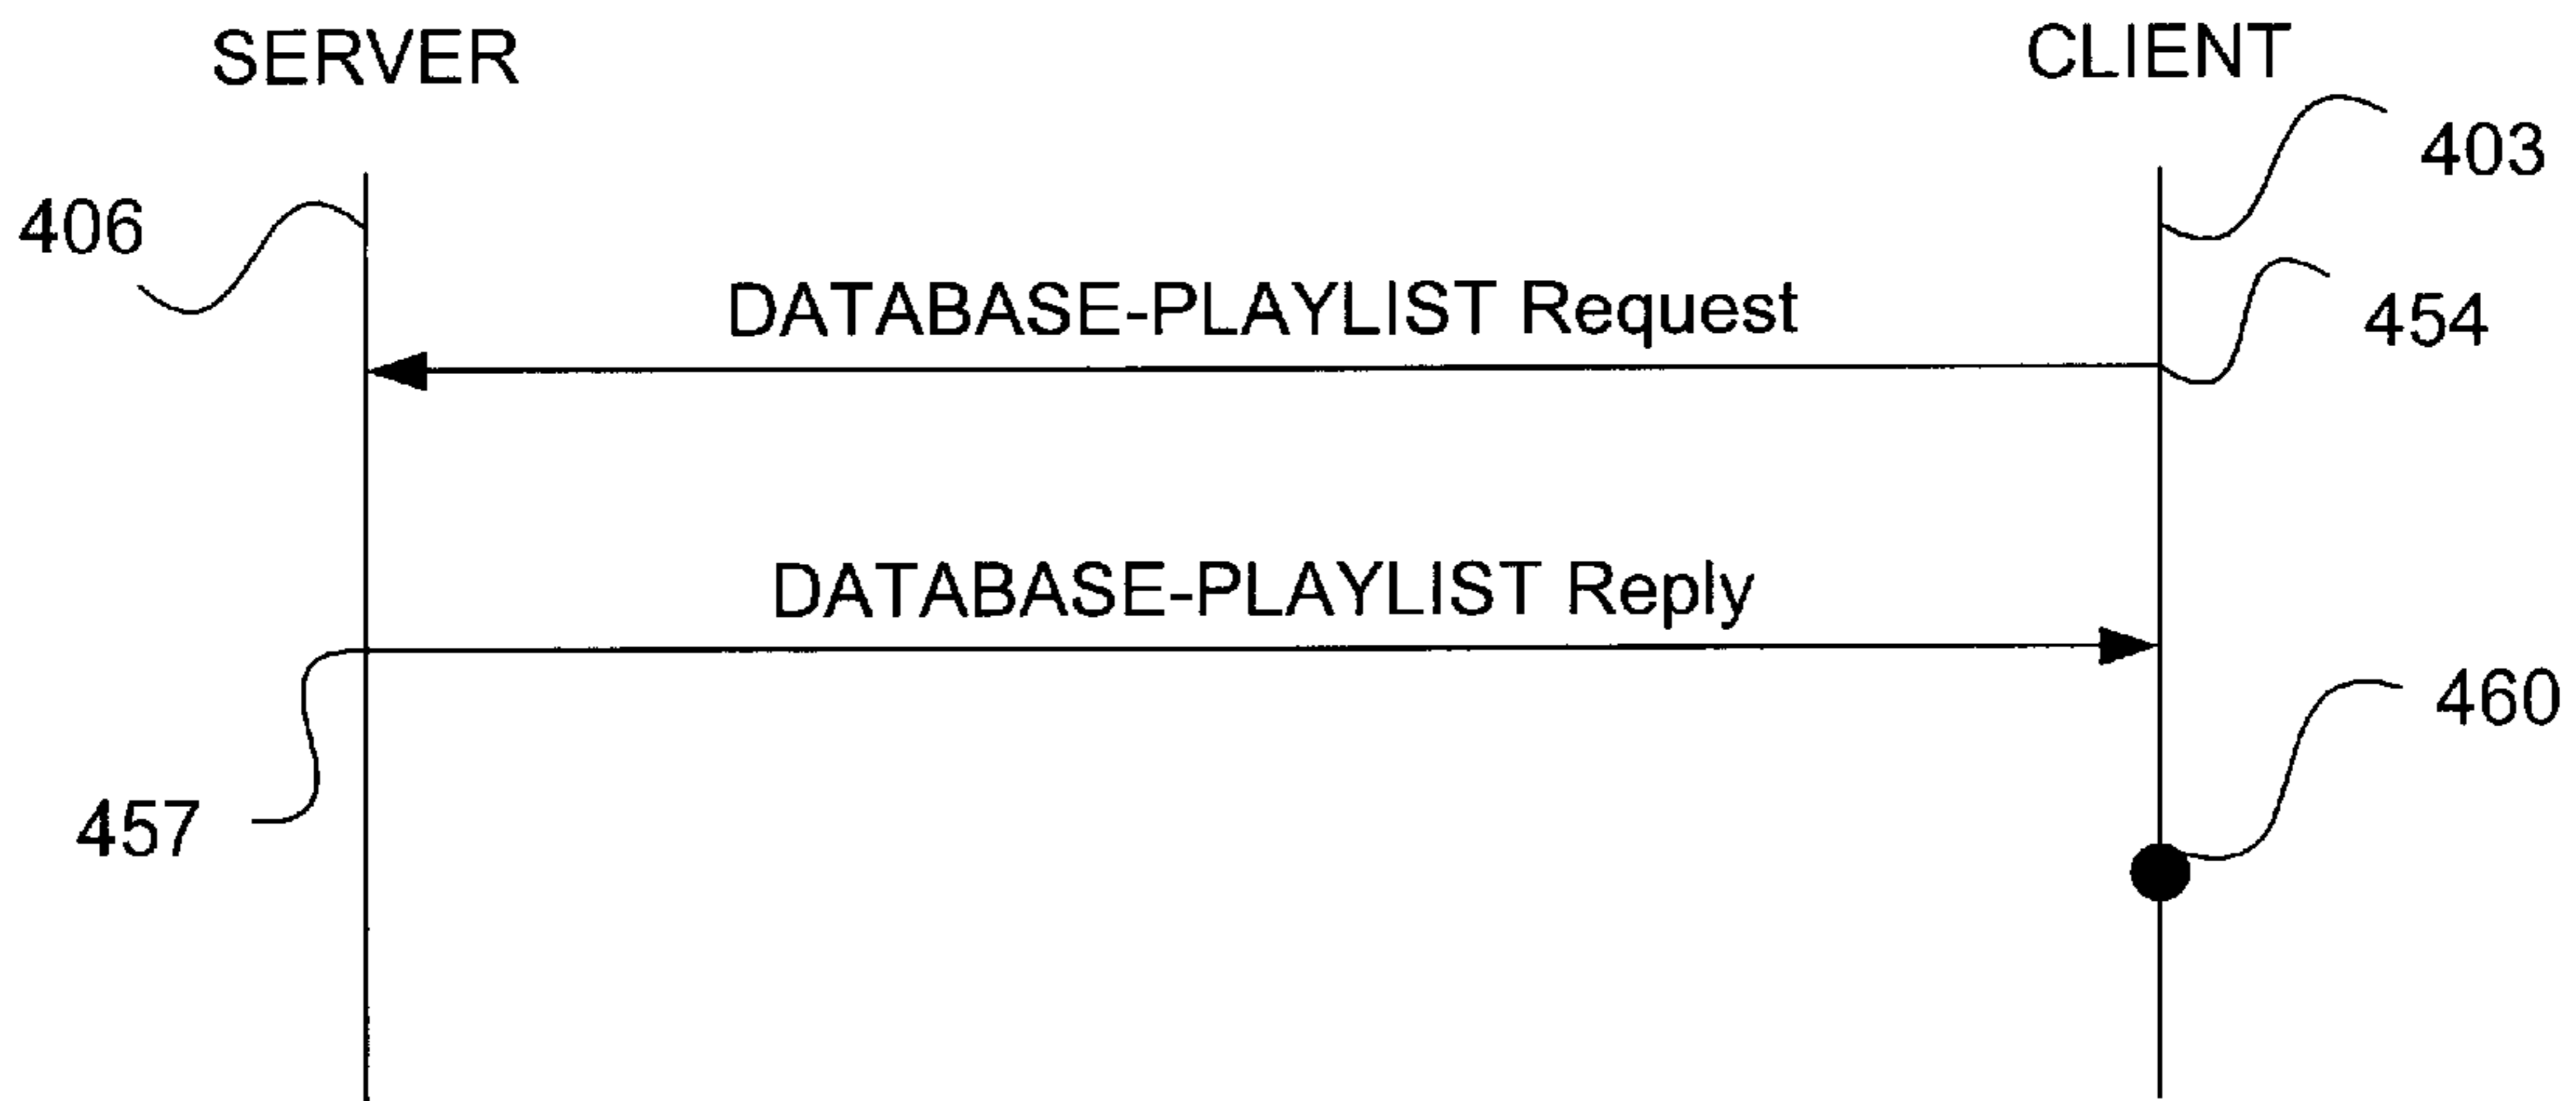 SERVER
CLIENT
403
406
DATABASE-PLAYLIST Request
454
DATABASE-PLAYLIST Reply
460
457